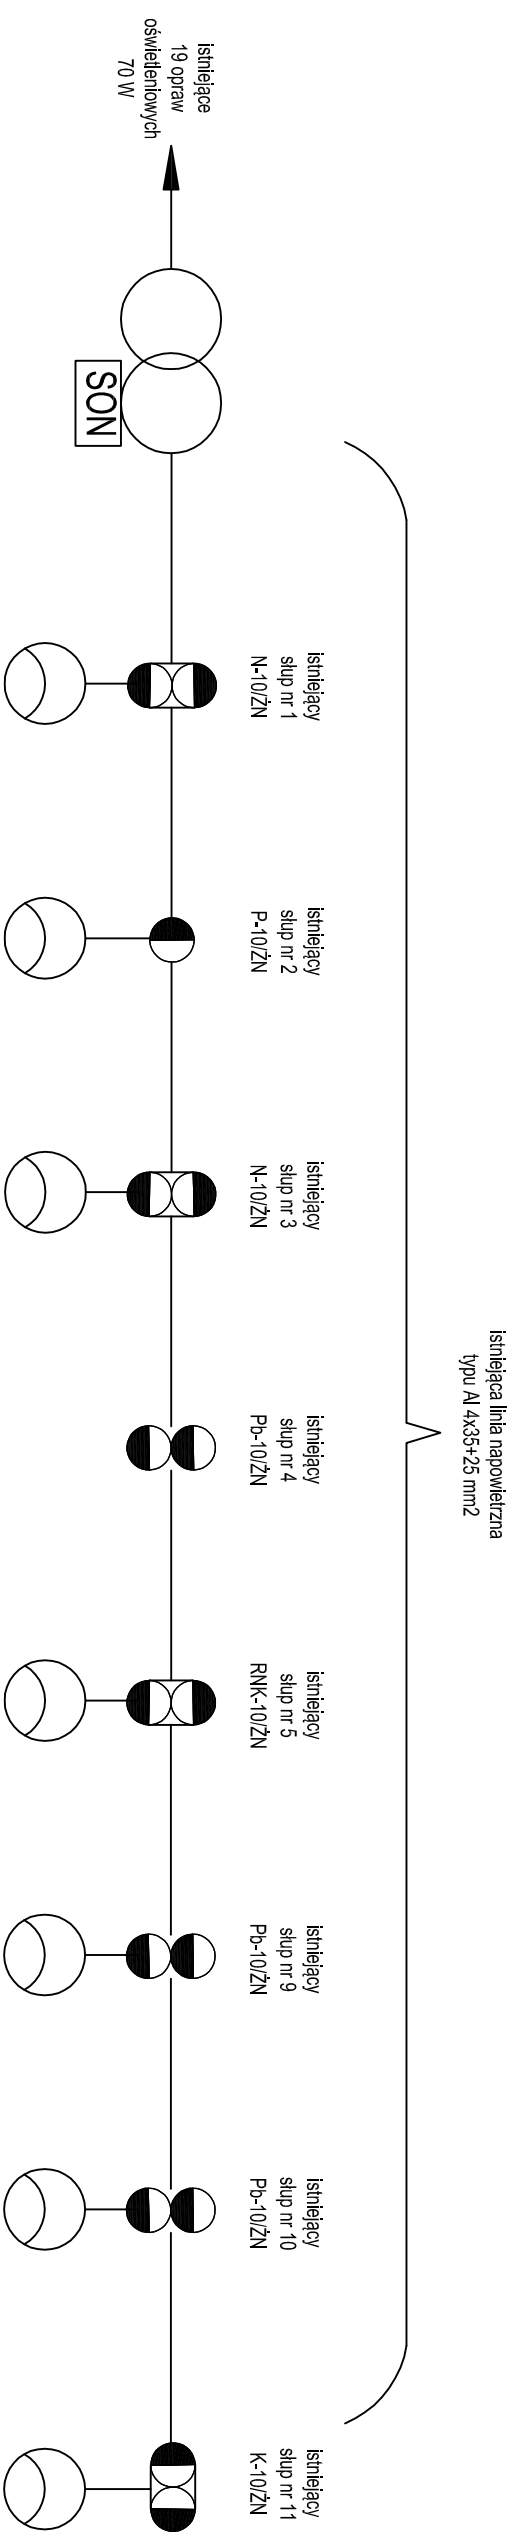 istniejąca linia napowietrzna
typu Al 4x35+25 mm2
istniejące
19 opraw
oświetleniowych
70 W
SON
istniejący
słup nr 1
N-10/ŻN
istniejący
słup nr 2
P-10/ŻN
istniejący
słup nr 3
N-10/ŻN
istniejący
słup nr 4
Pb-10/ŻN
istniejący
słup nr 5
RNK-10/ŻN
istniejący
słup nr 9
Pb-10/ŻN
istniejący
słup nr 10
Pb-10/ŻN
istniejący
słup nr 11
K-10/ŻN